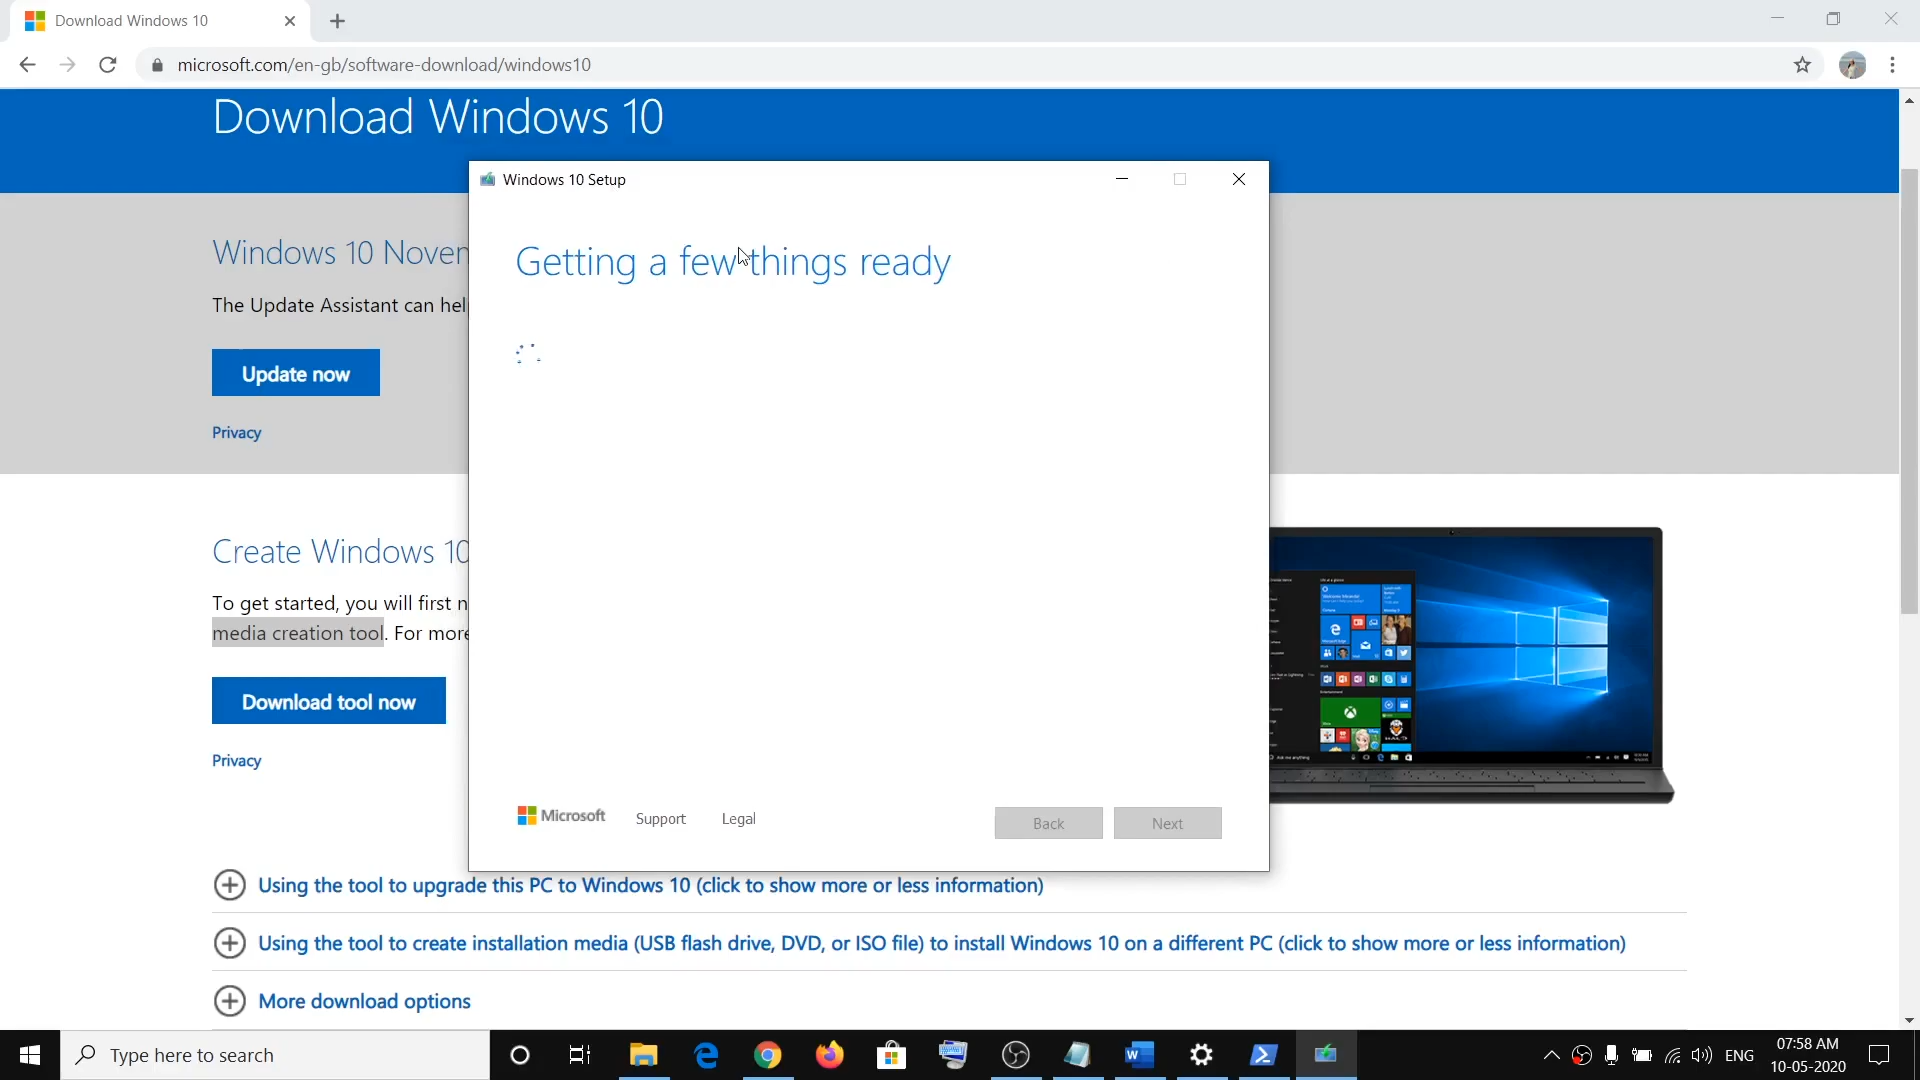 Download Windows 10
microsoft.com/en-gb/software-download/windows10
Download Windows 10
Windows 10 Setup
Getting a few things ready
Windows 10 Noven
The Update Assistant can hel
Update now
Privacy
Create Windows 10
To get started, you will first n
media creation tool. For more
Download tool now
Privacy
Microsoft
Support
Legal
Back
Next
Using the tool to upgrade this PC to Windows 10 (click to show more or less information)
Using the tool to create installation media (USB flash drive, DVD, or ISO file) to install Windows 10 on a different PC (click to show more or less information)
More download options
Type here to search
ENG
07:58 AM
10-05-2020